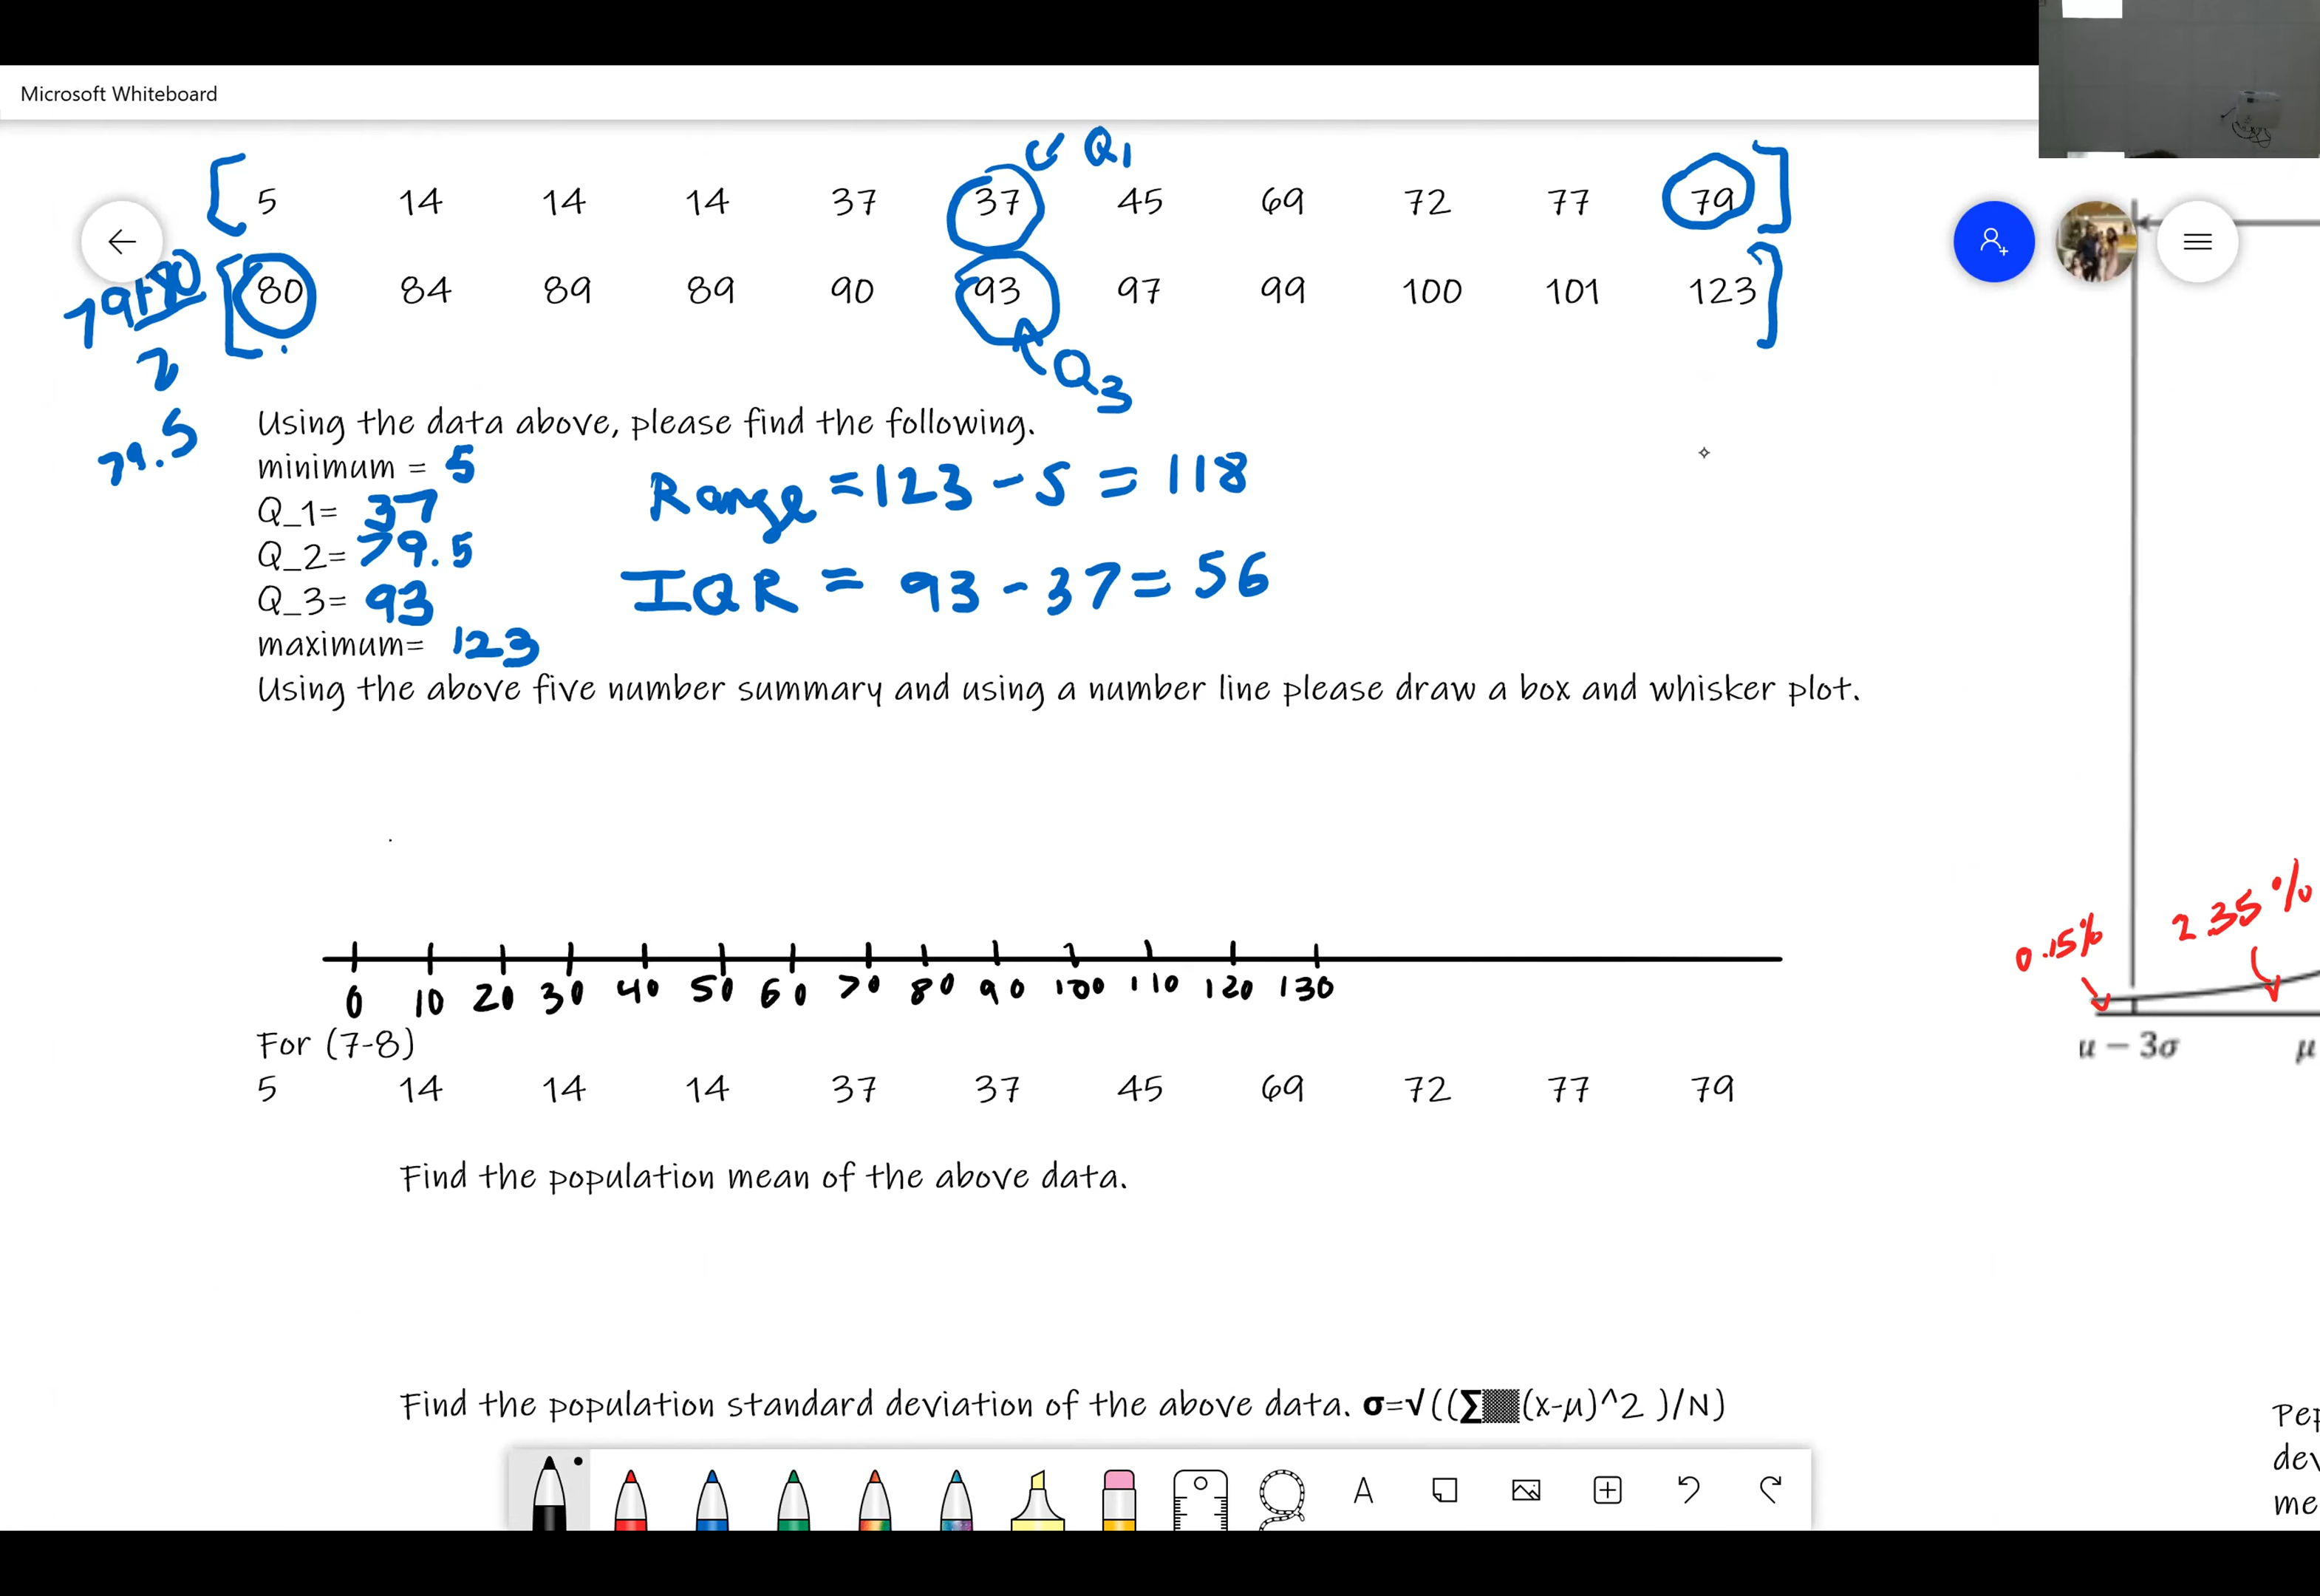 Microsoft Whiteboard
Q1
5 14 14 14 37 37 45 69 72 77 79
80 84 89 89 90 93 97 99 100 101 123
79+80
2
Q3
79.5
Using the data above, please find the following.
minimum = 5
Range = 123 - 5 = 118
Q_1= 37
Q_2= 79.5
IQR = 93 - 37 = 56
Q_3= 93
maximum= 123
Using the above five number summary and using a number line please draw a box and whisker plot.
0.15% 235%
0 10 20 30 40 50 60 70 80 90 100 110 120 130
For (7-8)
μ – 3σ μ
5 14 14 14 37 37 45 69 72 77 79
Find the population mean of the above data.
Find the population standard deviation of the above data. σ=√((∑▒▒(x-μ)^2 )/N)
Per
dev
me
A